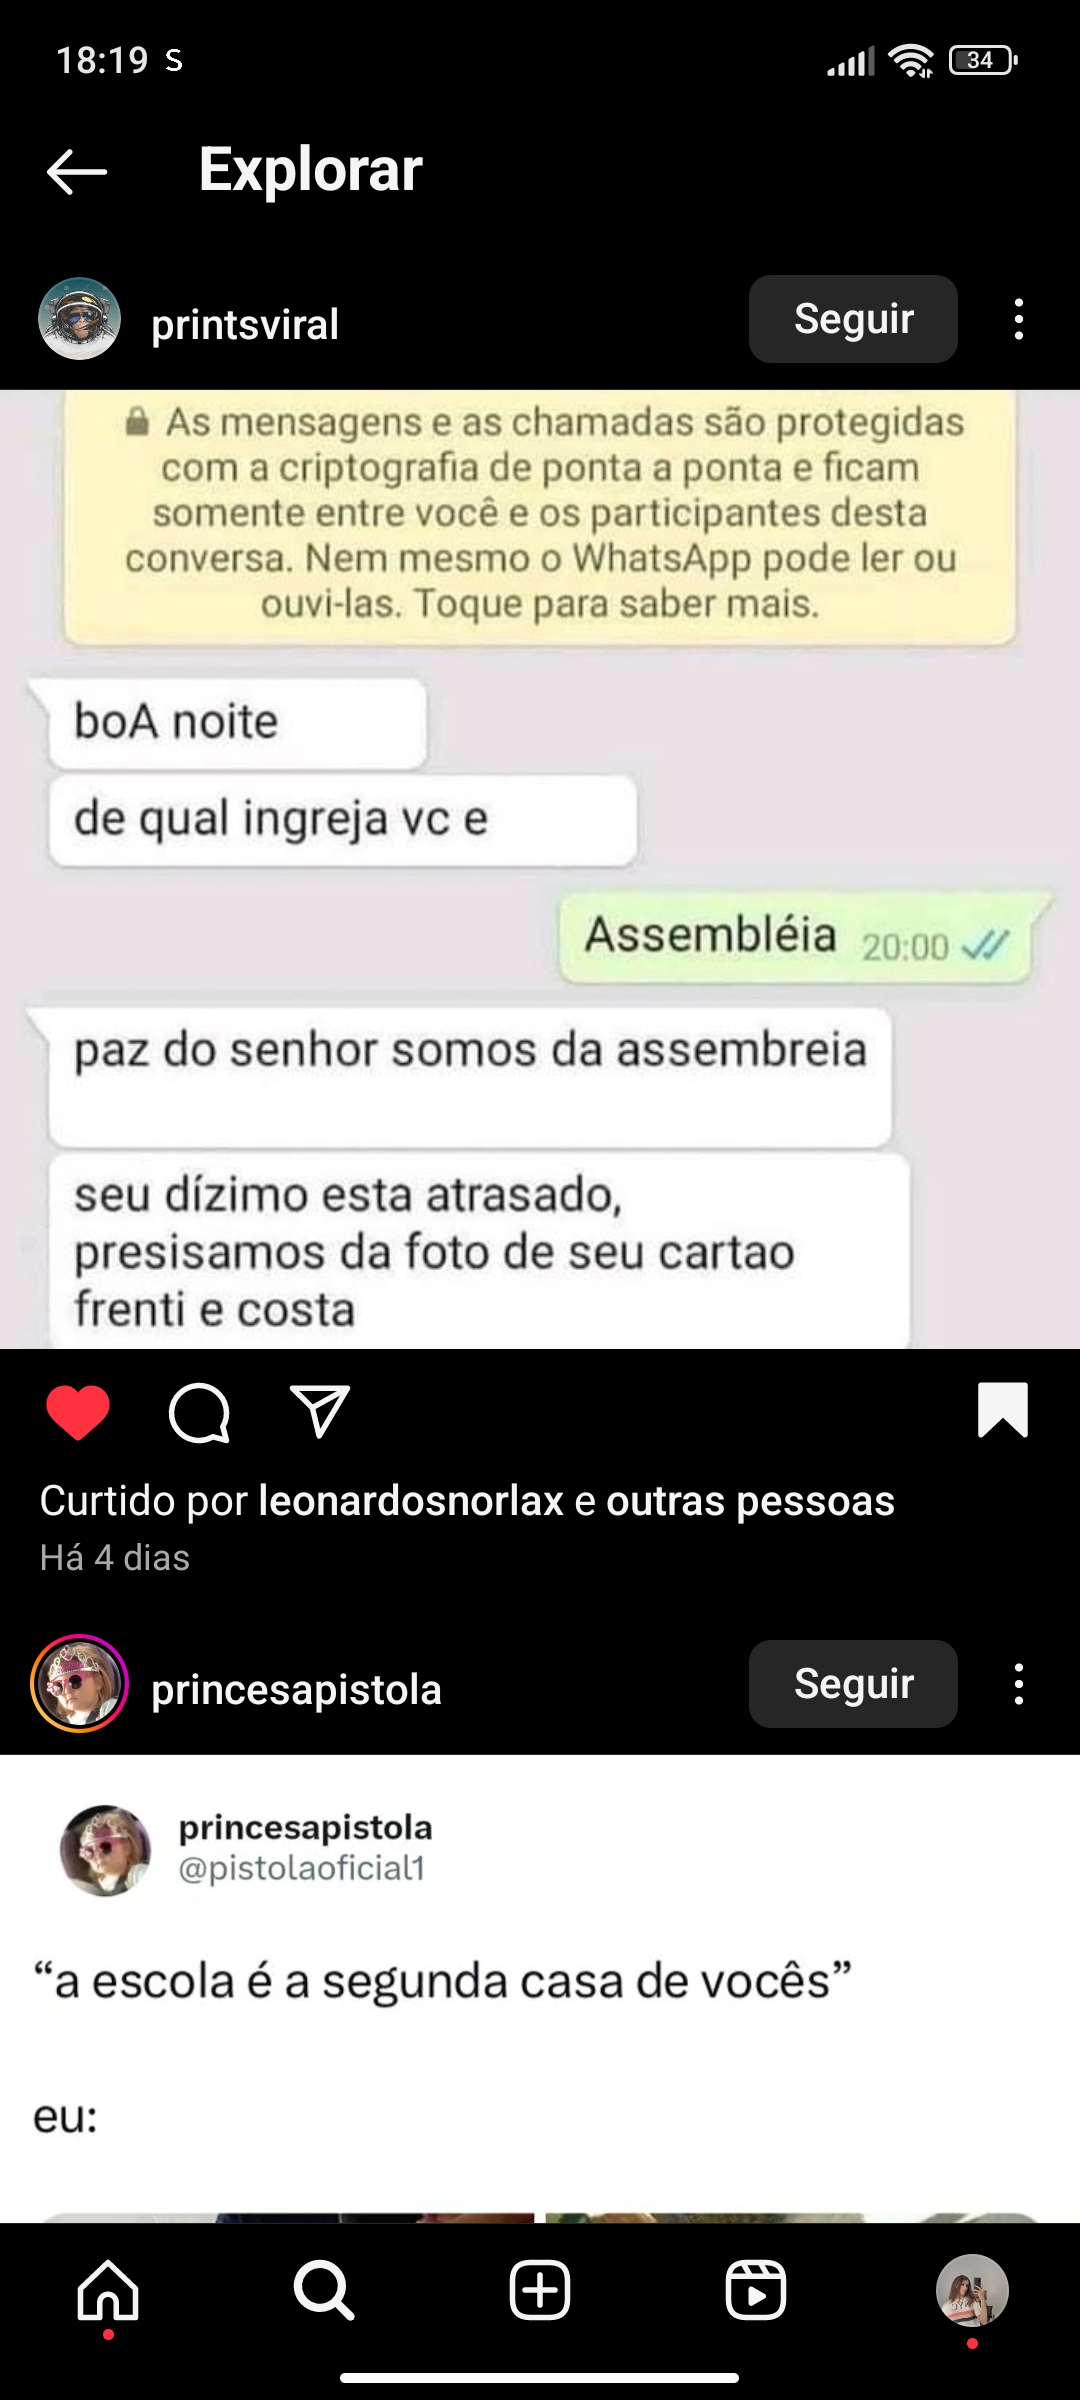 18:19 S
34
Explorar
printsviral
Seguir
As mensagens e as chamadas são protegidas
com a criptografia de ponta a ponta e ficam
somente entre você e os participantes desta
conversa. Nem mesmo o WhatsApp pode ler ou
ouvi-las. Toque para saber mais.
boA noite
de qual ingreja vc e
Assembléia 20:00
paz do senhor somos da assembreia
seu dízimo esta atrasado,
presisamos da foto de seu cartao
frenti e costa
Curtido por leonardosnorlax e outras pessoas
Há 4 dias
princesapistola
Seguir
princesapistola
@pistolaoficial1
“a escola é a segunda casa de vocês”
eu: